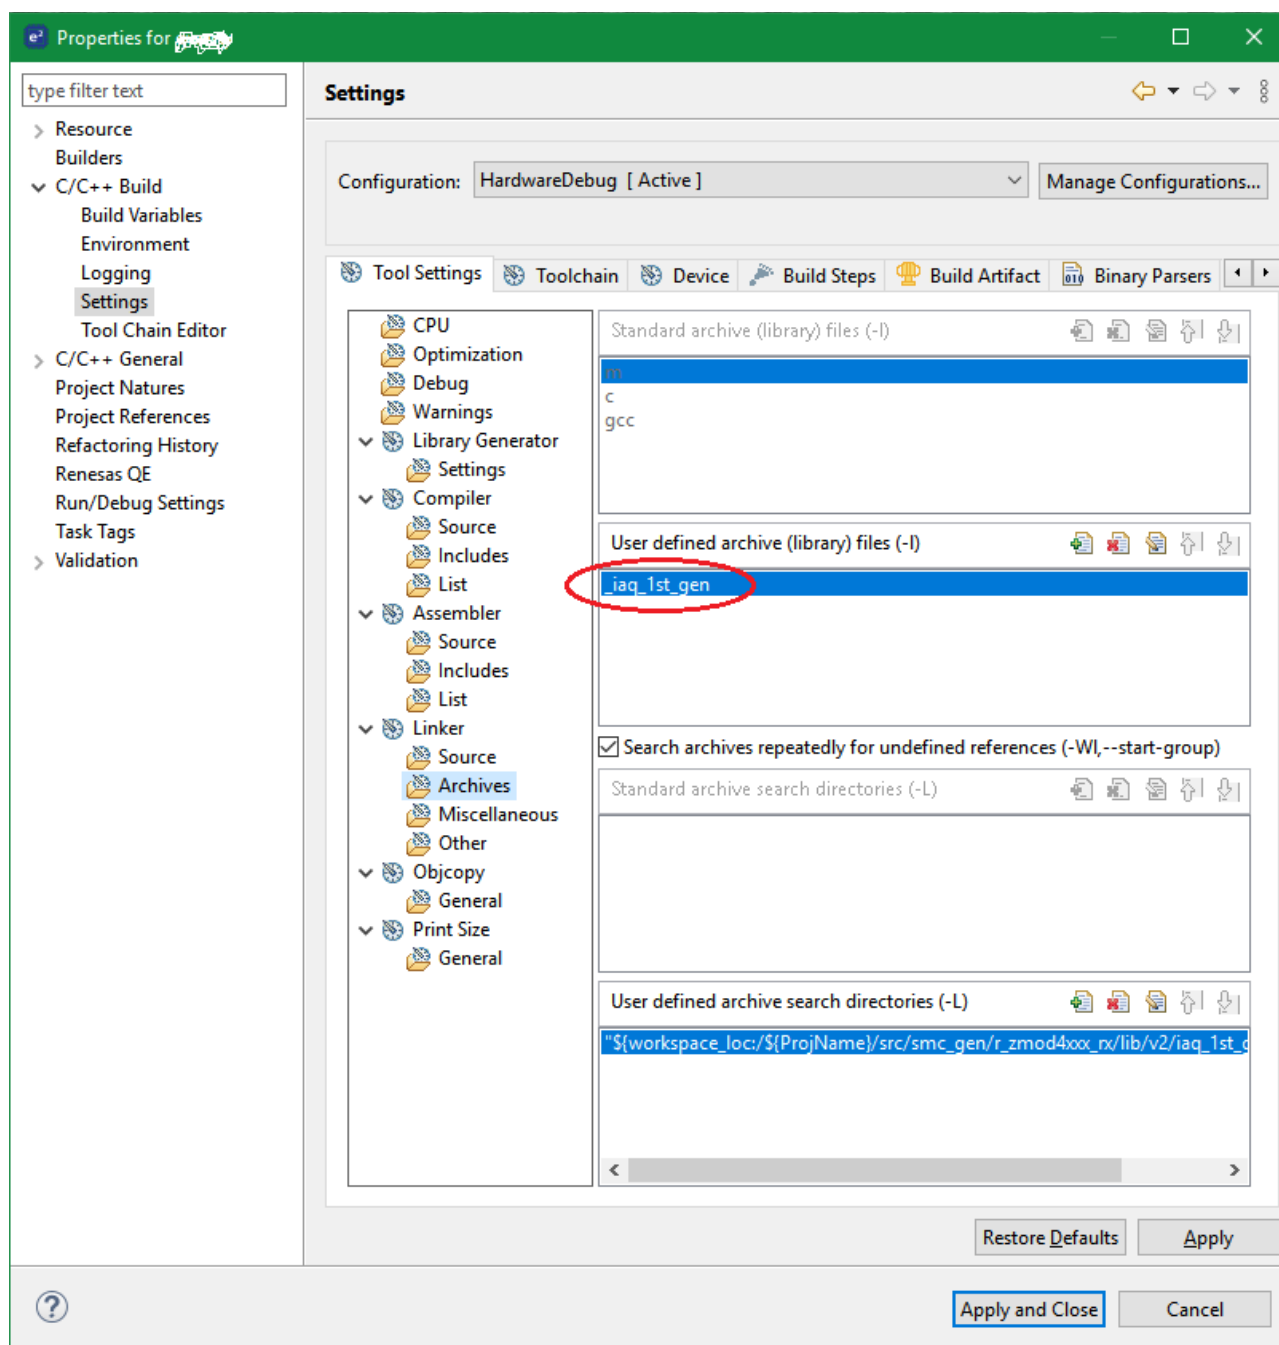 e² Properties for
type filter text
Resource
Builders
C/C++ Build
Build Variables
Environment
Logging
Settings
Tool Chain Editor
C/C++ General
Project Natures
Project References
Refactoring History
Renesas QE
Run/Debug Settings
Task Tags
Validation
Settings
Configuration: HardwareDebug [ Active ] Manage Configurations...
Tool Settings Toolchain Device Build Steps Build Artifact Binary Parsers
CPU
Optimization
Debug
Warnings
Library Generator
Settings
Compiler
Source
Includes
List
Assembler
Source
Includes
List
Linker
Source
Archives
Miscellaneous
Other
Objcopy
General
Print Size
General
Standard archive (library) files (-l)
m
c
gcc
User defined archive (library) files (-l)
_iaq_1st_gen
Search archives repeatedly for undefined references (-Wl,--start-group)
Standard archive search directories (-L)
User defined archive search directories (-L)
"${workspace_loc:/${ProjName}/src/smc_gen/r_zmod4xxx_rx/lib/v2/iaq_1st_g
Restore Defaults Apply
? Apply and Close Cancel